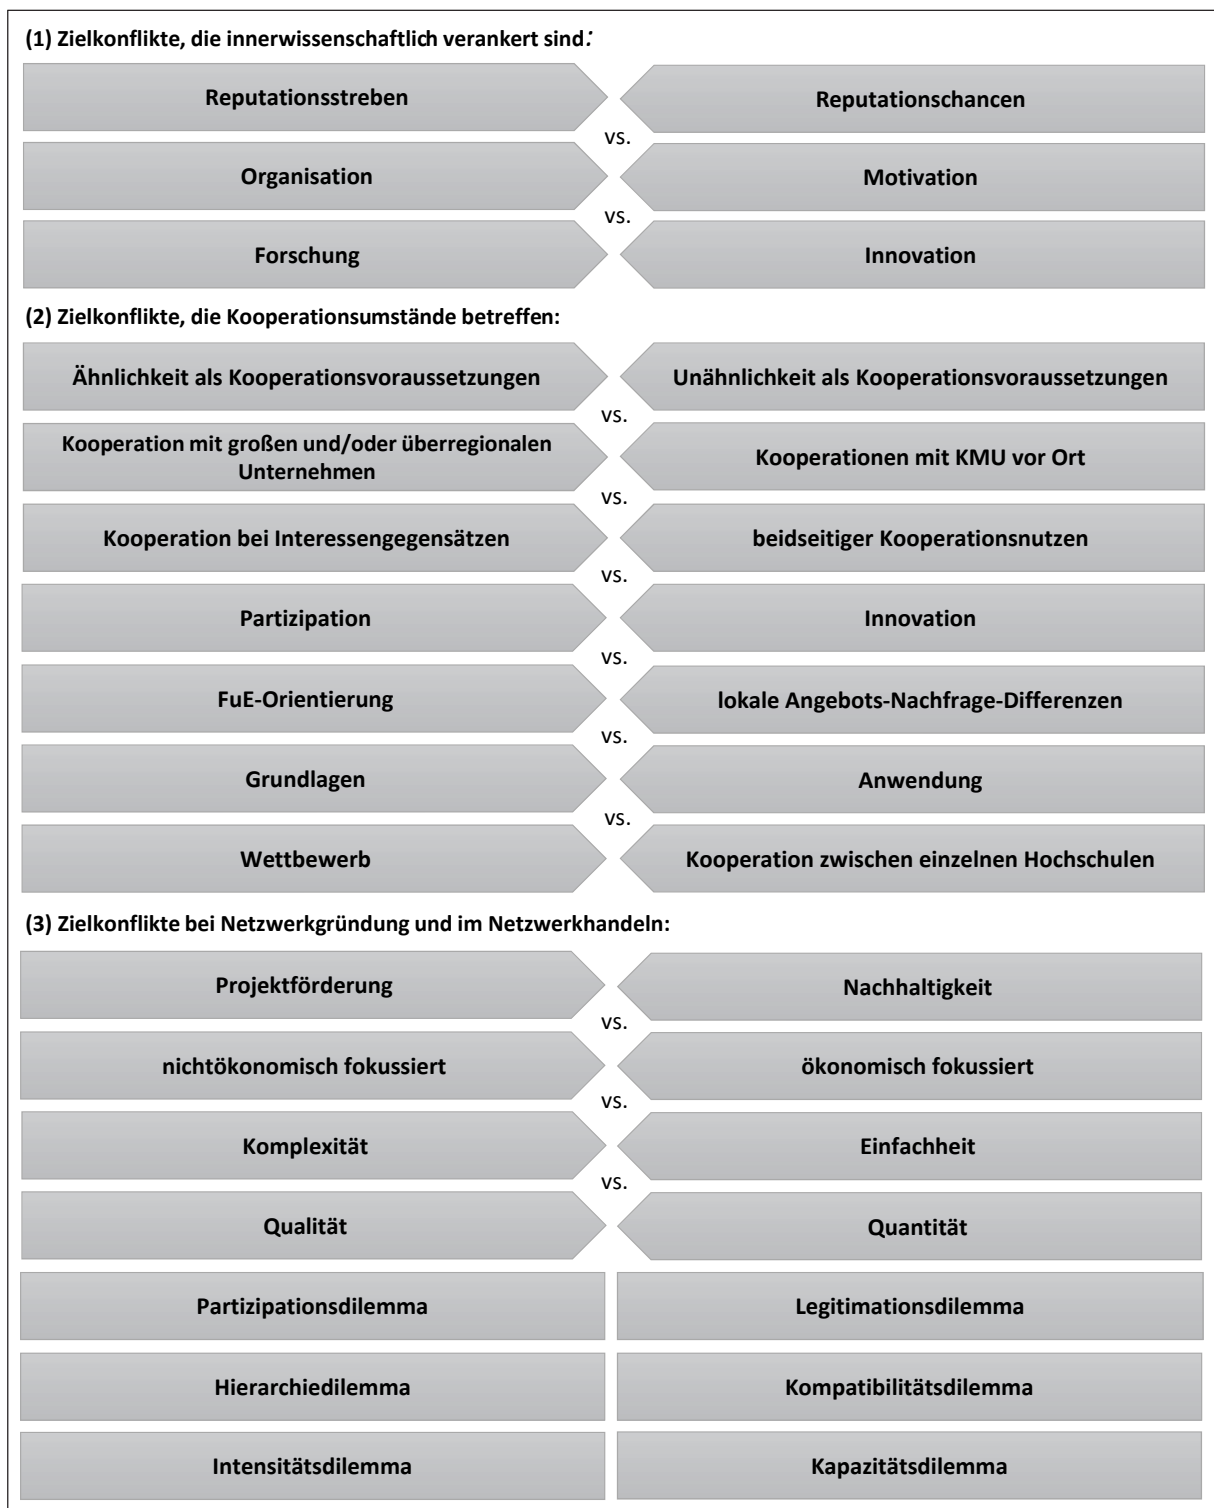 (1) Zielkonflikte, die innerwissenschaftlich verankert sind:
Reputationsstreben
Reputationschancen
vs.
Organisation
Motivation
vs.
Forschung
Innovation
(2) Zielkonflikte, die Kooperationsumstände betreffen:
Ähnlichkeit als Kooperationsvoraussetzungen
Unähnlichkeit als Kooperationsvoraussetzungen
vs.
Kooperation mit großen und/oder überregionalen
Unternehmen
Kooperationen mit KMU vor Ort
vs.
Kooperation bei Interessengegensätzen
beidseitiger Kooperationsnutzen
vs.
Partizipation
Innovation
vs.
FuE-Orientierung
lokale Angebots-Nachfrage-Differenzen
vs.
Grundlagen
Anwendung
vs.
Wettbewerb
Kooperation zwischen einzelnen Hochschulen
(3) Zielkonflikte bei Netzwerkgründung und im Netzwerkhandeln:
Projektförderung
Nachhaltigkeit
vs.
nichtökonomisch fokussiert
ökonomisch fokussiert
vs.
Komplexität
Einfachheit
vs.
Qualität
Quantität
Partizipationsdilemma
Legitimationsdilemma
Hierarchiedilemma
Kompatibilitätsdilemma
Intensitätsdilemma
Kapazitätsdilemma